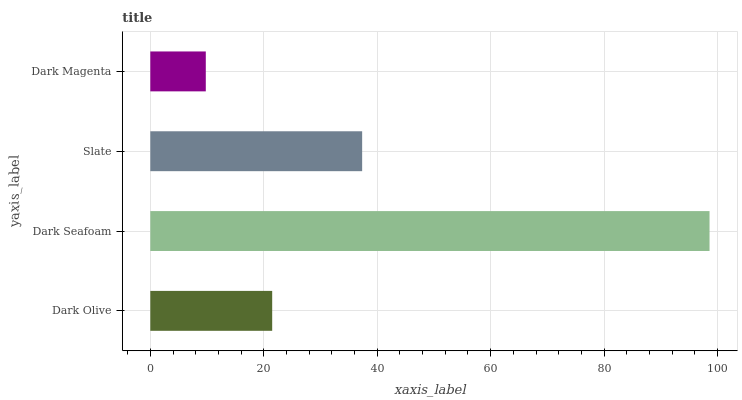 title
Dark Magenta
Slate
Dark Seafoam
Dark Olive
yaxis_label
0 20 40 60 80 100
xaxis_label